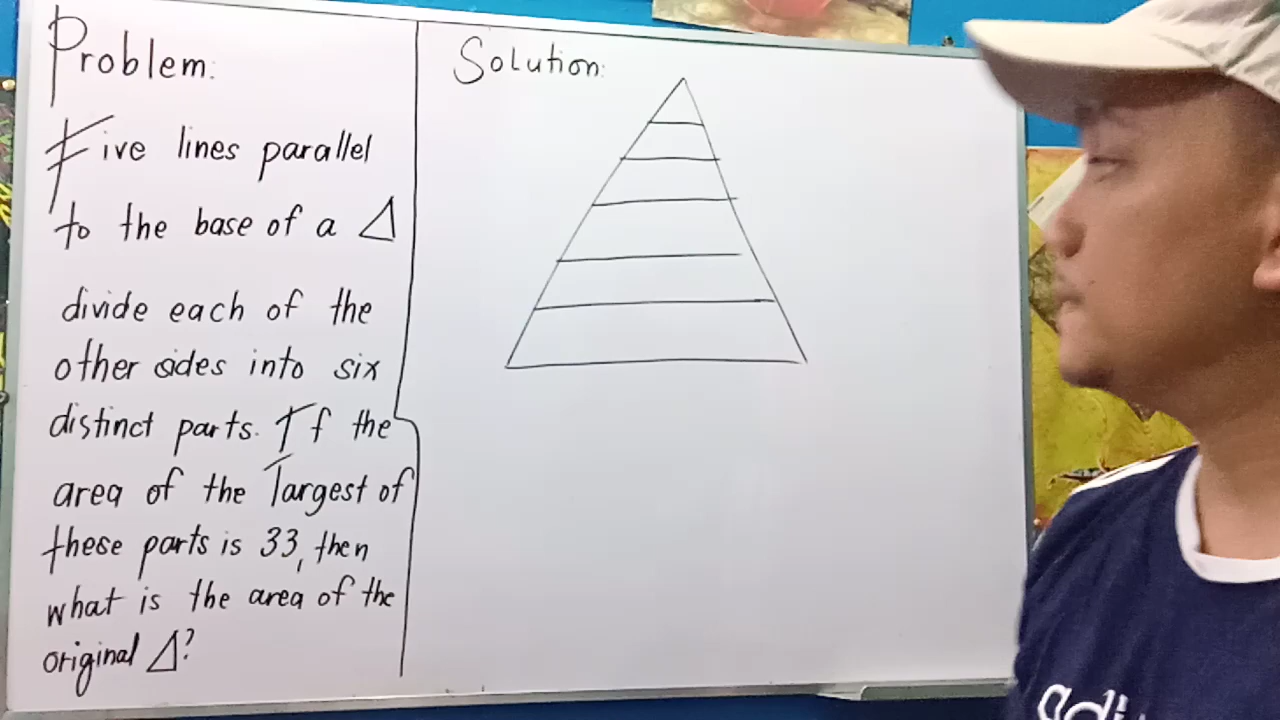 Problem:
Five lines parallel
to the base of a Δ
divide each of the
other sides into six
distinct parts. If the
area of the largest of
these parts is 33, then
what is the area of the
original Δ?
Solution: